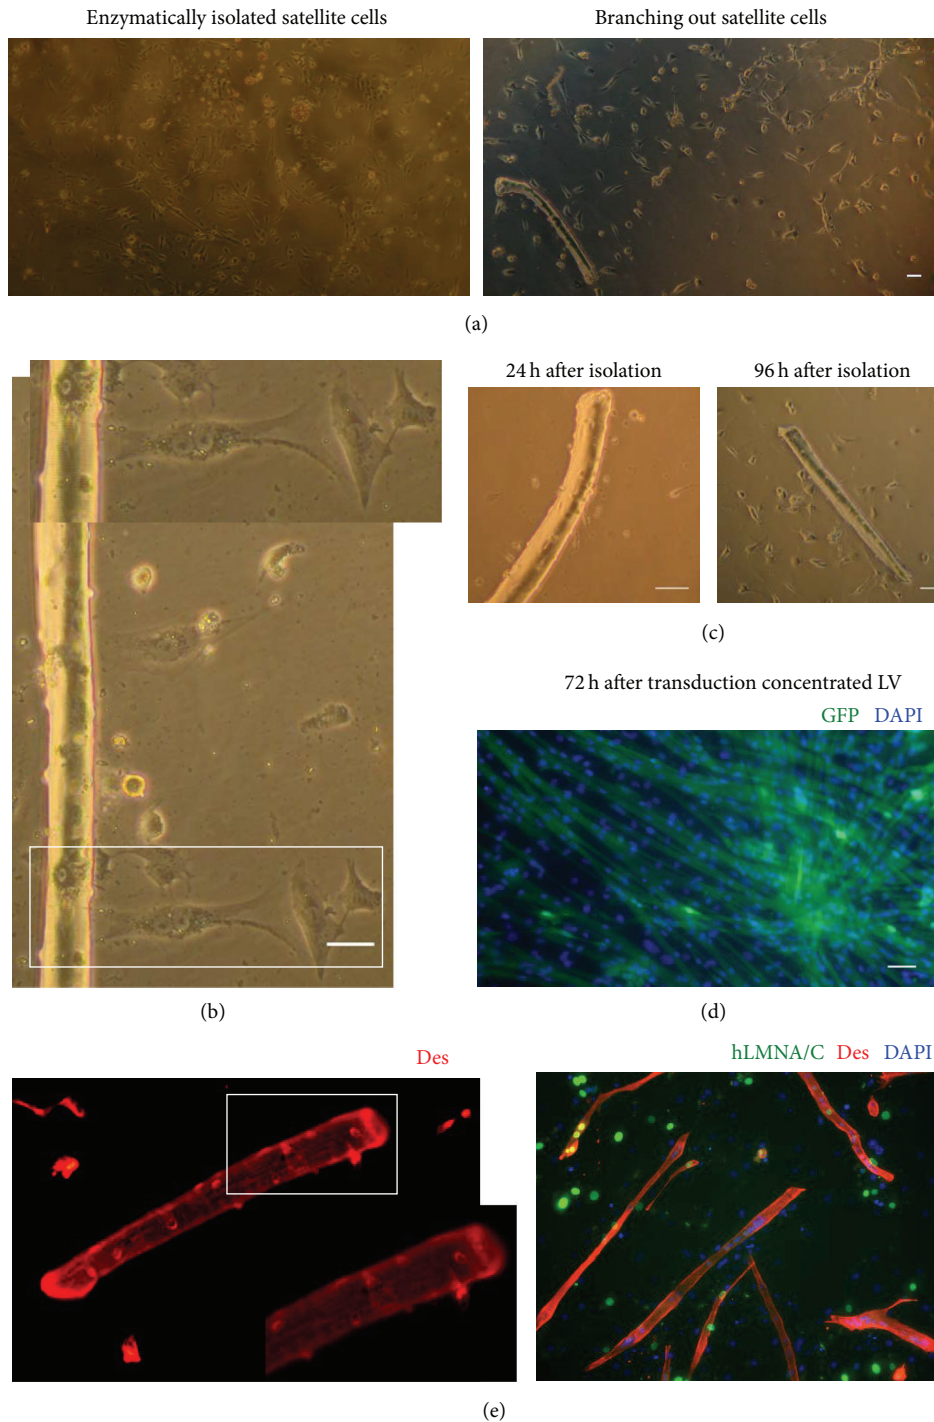 Enzymatically isolated satellite cells
Branching out satellite cells
(a)
24 h after isolation
96 h after isolation
(c)
72 h after transduction concentrated LV
GFP DAPI
(b)
(d)
Des
hLMNA/C Des DAPI
(e)